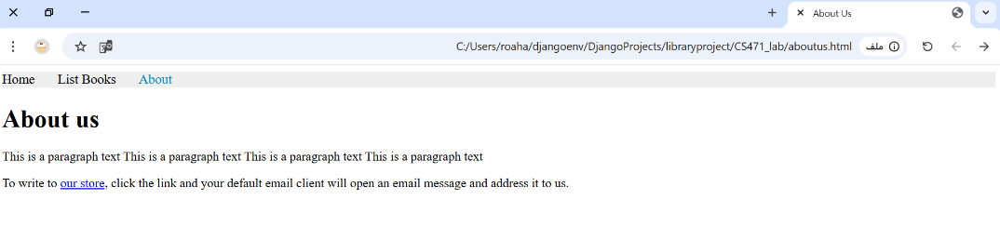 About Us
C:/Users/roaha/djangoenv/DjangoProjects/libraryproject/CS471_lab/aboutus.html ملف
Home List Books About
About us
This is a paragraph text This is a paragraph text This is a paragraph text This is a paragraph text
To write to our store, click the link and your default email client will open an email message and address it to us.